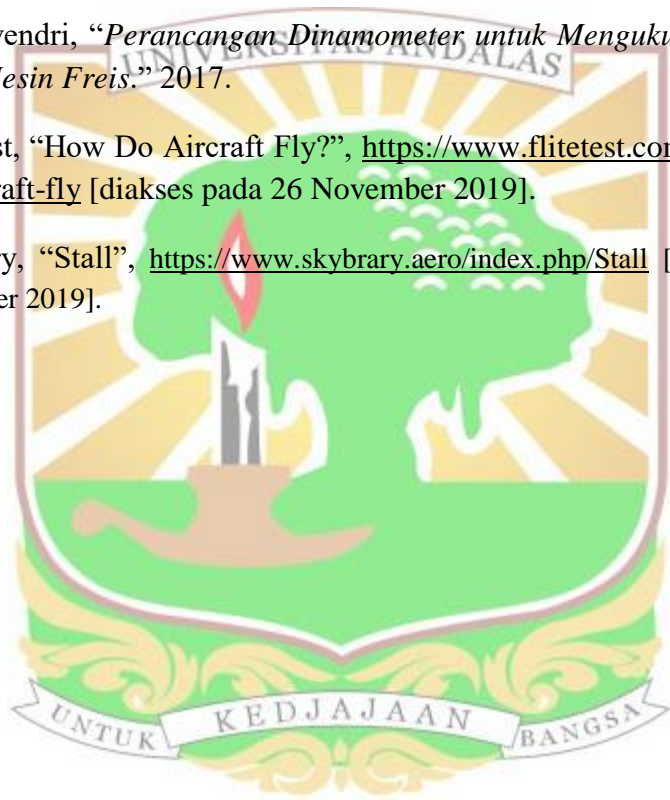 vendri, “Perancangan Dinamometer untuk Menguku
UNIVERSITAS ANDALAS
Mesin Freis.” 2017.
st, “How Do Aircraft Fly?”, https://www.flitetest.com
raft-fly [diakses pada 26 November 2019].
ry, “Stall”, https://www.skybrary.aero/index.php/Stall [
er 2019].
UNTUK KEDJAJAAN BANGSA